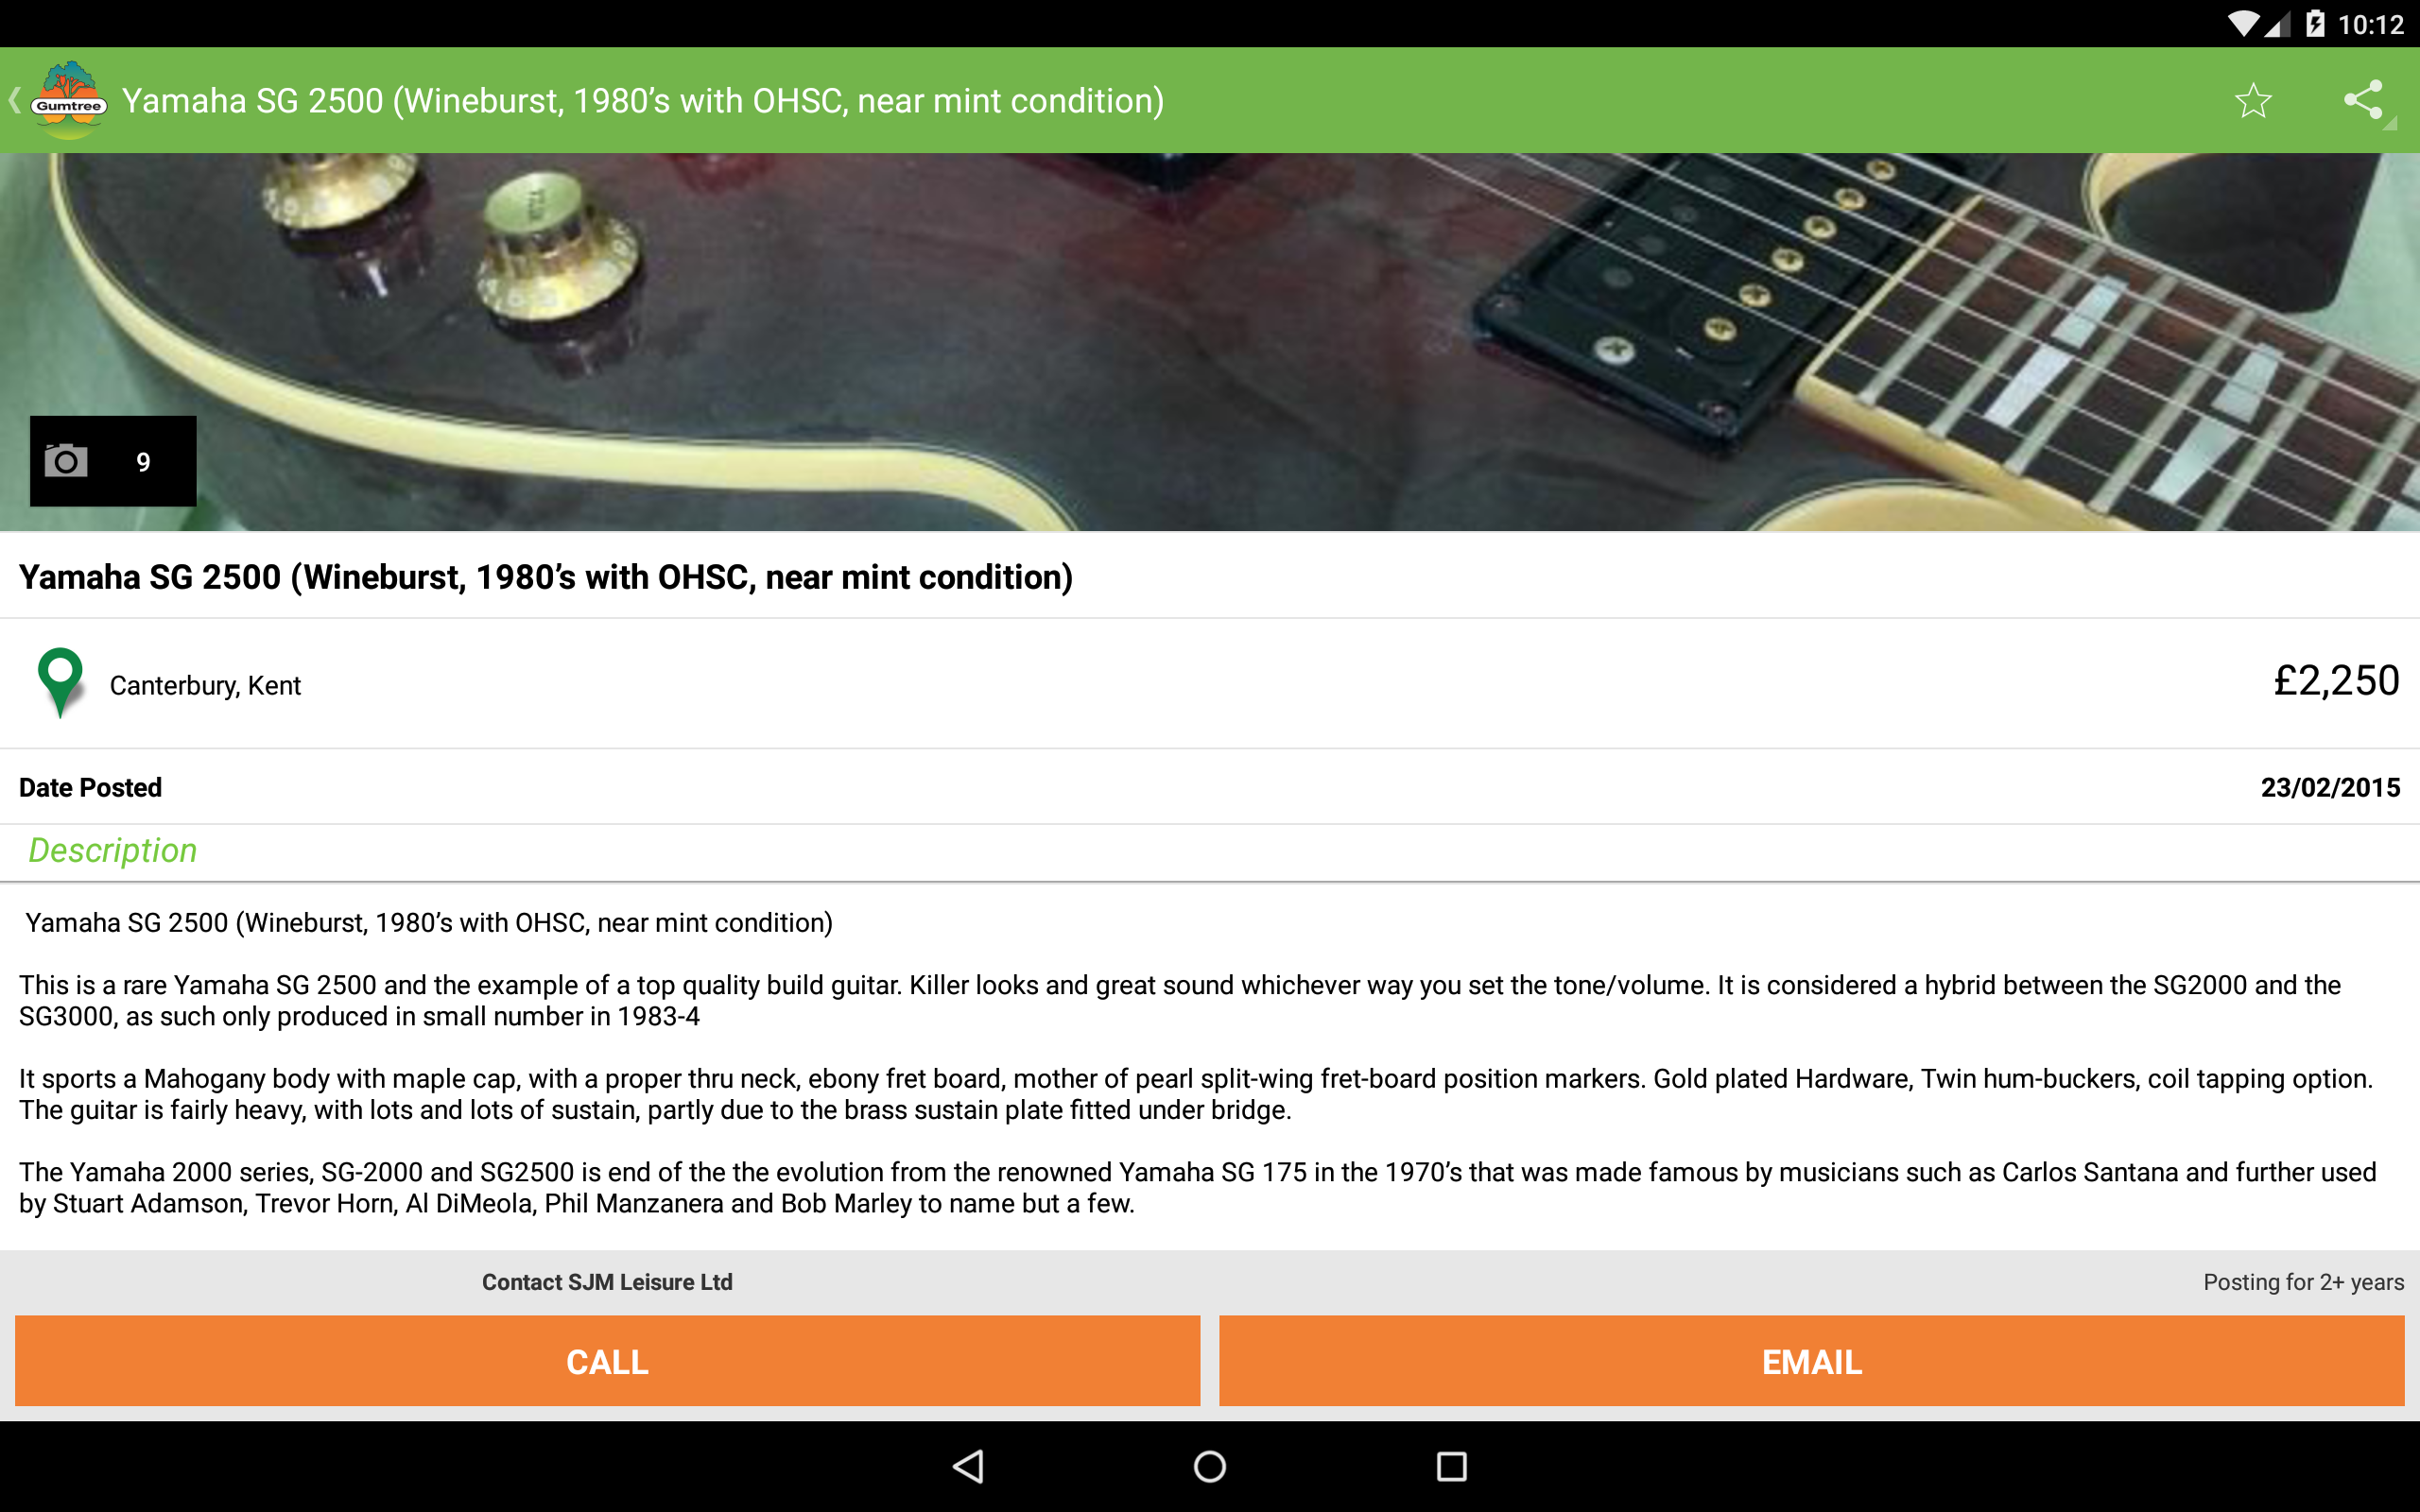 10:12
Gumtree
Yamaha SG 2500 (Wineburst, 1980’s with OHSC, near mint condition)
9
Yamaha SG 2500 (Wineburst, 1980’s with OHSC, near mint condition)
Canterbury, Kent
£2,250
Date Posted
23/02/2015
Description
Yamaha SG 2500 (Wineburst, 1980’s with OHSC, near mint condition)
This is a rare Yamaha SG 2500 and the example of a top quality build guitar. Killer looks and great sound whichever way you set the tone/volume. It is considered a hybrid between the SG2000 and the
SG3000, as such only produced in small number in 1983-4
It sports a Mahogany body with maple cap, with a proper thru neck, ebony fret board, mother of pearl split-wing fret-board position markers. Gold plated Hardware, Twin hum-buckers, coil tapping option.
The guitar is fairly heavy, with lots and lots of sustain, partly due to the brass sustain plate fitted under bridge.
The Yamaha 2000 series, SG-2000 and SG2500 is end of the the evolution from the renowned Yamaha SG 175 in the 1970’s that was made famous by musicians such as Carlos Santana and further used
by Stuart Adamson, Trevor Horn, Al DiMeola, Phil Manzanera and Bob Marley to name but a few.
Contact SJM Leisure Ltd
Posting for 2+ years
CALL
EMAIL